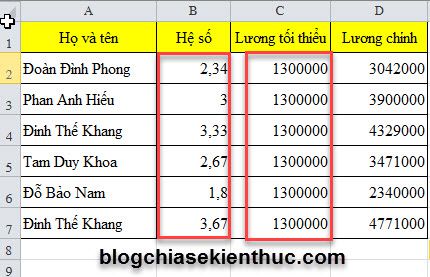 A B C D
1 Họ và tên Hệ số Lương tối thiểu Lương chính
2 Đoàn Đình Phong 2,34 1300000 3042000
3 Phan Anh Hiếu 3 1300000 3900000
4 Đinh Thế Khang 3,33 1300000 4329000
5 Tam Duy Khoa 2,67 1300000 3471000
6 Đỗ Bảo Nam 1,8 1300000 2340000
7 Đinh Thế Khang 3,67 1300000 4771000
8
blogchiasekienthuc.com
9